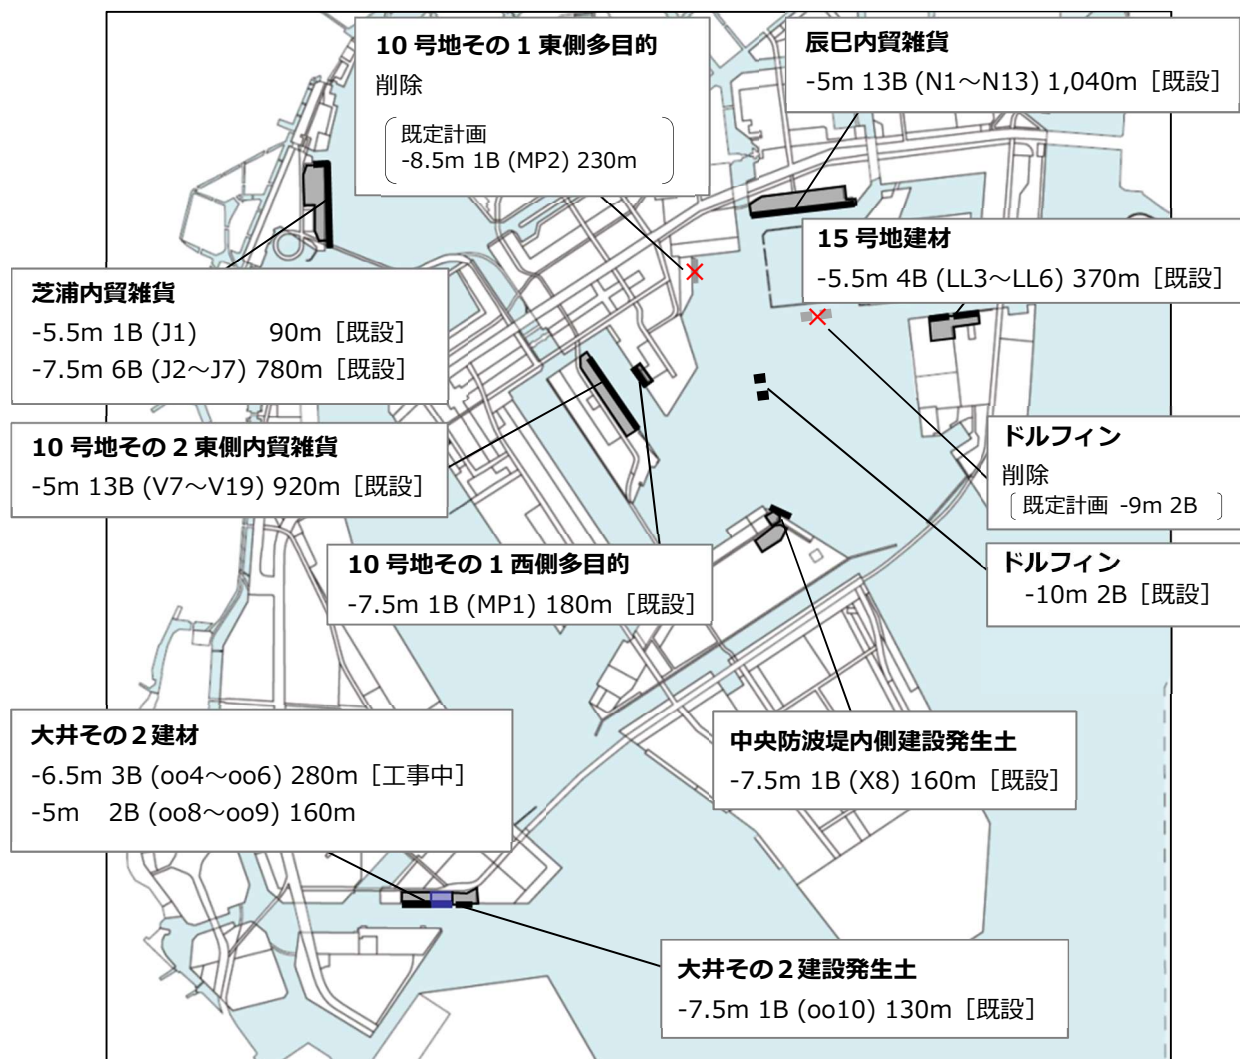 10 号地その 1 東側多目的
削除
既定計画
-8.5m 1B (MP2) 230m
辰巳内貿雑貨
-5m 13B (N1～N13) 1,040m［既設］
15 号地建材
-5.5m 4B (LL3～LL6) 370m［既設］
芝浦内貿雑貨
-5.5m 1B (J1) 90m［既設］
-7.5m 6B (J2～J7) 780m［既設］
10 号地その 2 東側内貿雑貨
-5m 13B (V7～V19) 920m［既設］
ドルフィン
削除
〔 既定計画 -9m 2B 〕
10 号地その 1 西側多目的
-7.5m 1B (MP1) 180m［既設］
ドルフィン
-10m 2B［既設］
大井その２建材
-6.5m 3B (oo4～oo6) 280m［工事中］
-5m 2B (oo8～oo9) 160m
中央防波堤内側建設発生土
-7.5m 1B (X8) 160m［既設］
大井その２建設発生土
-7.5m 1B (oo10) 130m［既設］